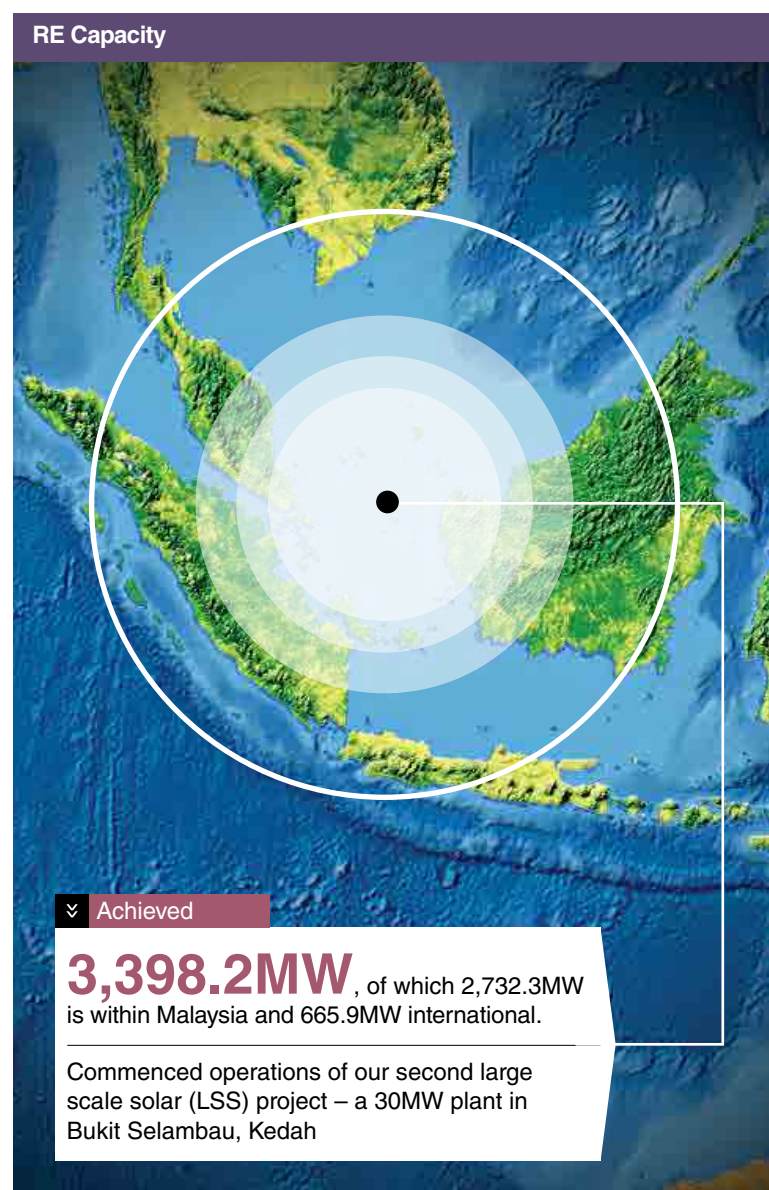 RE Capacity
Achieved
3,398.2MW, of which 2,732.3MW
is within Malaysia and 665.9MW international.
Commenced operations of our second large
scale solar (LSS) project – a 30MW plant in
Bukit Selambau, Kedah